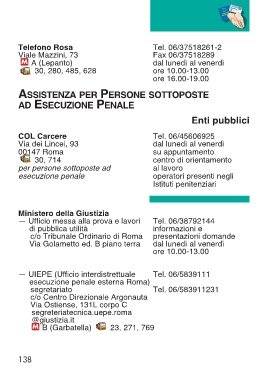 Telefono Rosa
Viale Mazzini, 73
M A (Lepanto)
30, 280, 485, 628
Tel. 06/37518261-2
Fax 06/37518289
dal lunedì al venerdì
ore 10.00-13.00
ore 16.00-19.00
ASSISTENZA PER PERSONE SOTTOPOSTE
AD ESECUZIONE PENALE
Enti pubblici
COL Carcere
Via dei Lincei, 93
00147 Roma
30, 714
per persone sottoposte ad
esecuzione penale
Tel. 06/45606925
dal lunedì al venerdì
su appuntamento
centro di orientamento
al lavoro
operatori presenti negli
Istituti penitenziari
Ministero della Giustizia
— Ufficio messa alla prova e lavori
di pubblica utilità
c/o Tribunale Ordinario di Roma
Via Golametto ed. B piano terra
Tel. 06/38792144
informazioni e
presentazioni domande
dal lunedì al venerdì
ore 10.00-13.00
— UIEPE (Ufficio interdistrettuale
esecuzione penale esterna Roma)
segretariato
c/o Centro Direzionale Argonauta
Via Ostiense, 131L corpo C
segreteriatecnica.uepe.roma
@giustizia.it
M B (Garbatella) 23, 271, 769
Tel. 06/5839111
Tel. 06/583911231
138